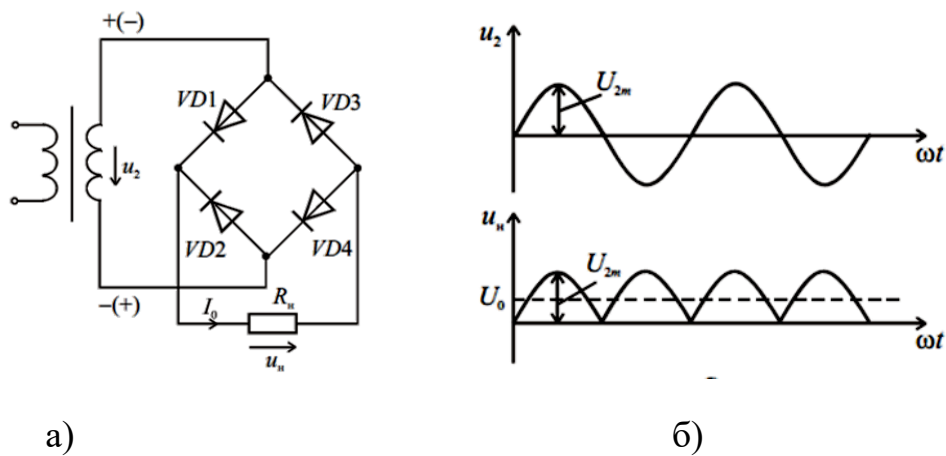 +(–)
VD1
VD3
u₂
VD2
VD4
–(+)
I₀
Rн
uн
u₂
U₂ₘ
ωt
uн
U₂ₘ
U₀
ωt
а)
б)